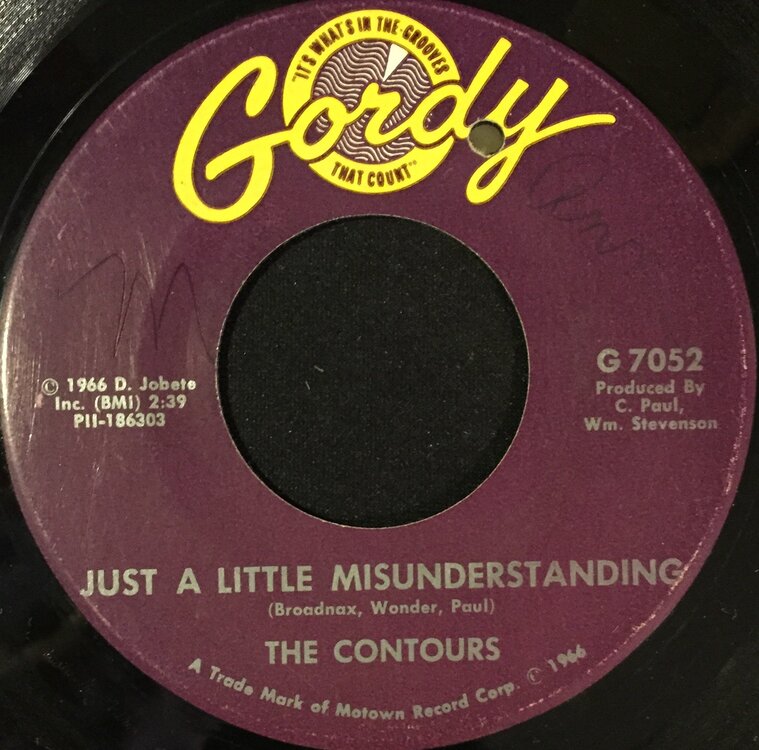 "IT'S WHAT'S IN THE GROOVES
Gordy
THAT COUNT"
© 1966 D. Jobete
Inc. (BMI) 2:39
PII-186303
G 7052
Produced By
C. Paul,
Wm. Stevenson
JUST A LITTLE MISUNDERSTANDING
(Broadnax, Wonder, Paul)
THE CONTOURS
A Trade Mark of Motown Record Corp. ℗ 1966